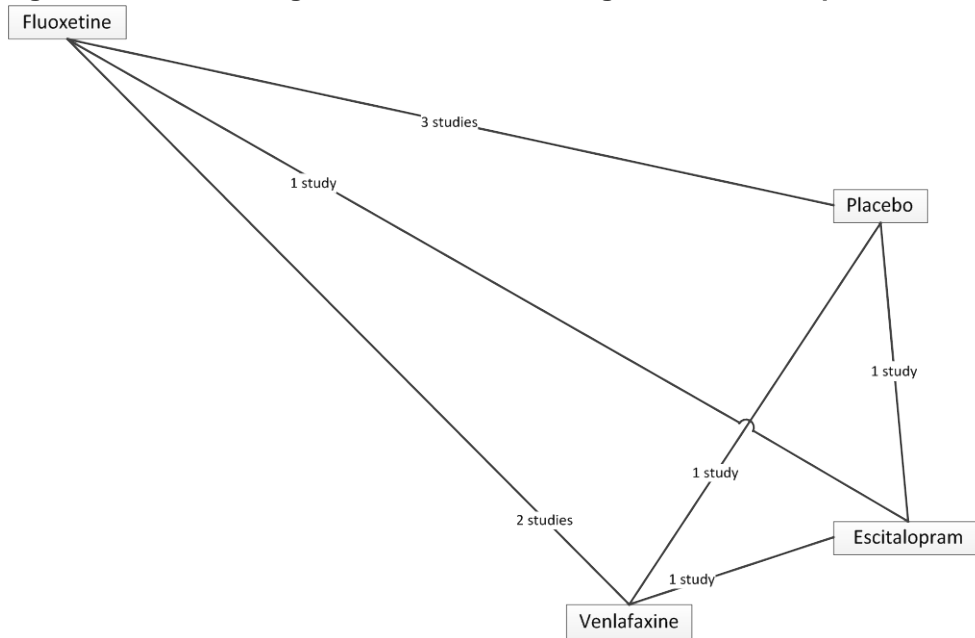 Fluoxetine
3 studies
1 study
Placebo
1 study
1 study
2 studies
Escitalopram
1 study
Venlafaxine